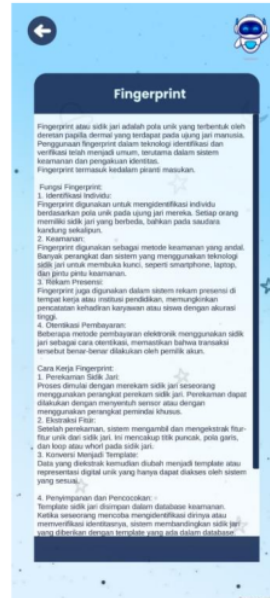 Fingerprint
Fingerprint atau sidik jari adalah pola unik yang terbentuk oleh
deretan papilla dermal yang terdapat pada ujung jari manusia.
Penggunaan fingerprint dalam teknologi identifikasi dan
verifikasi telah menjadi umum, terutama dalam sistem
keamanan dan pengakuan identitas.
Fingerprint termasuk kedalam piranti masukan.
Fungsi Fingerprint:
1. Identifikasi Individu:
Fingerprint digunakan untuk mengidentifikasi individu
berdasarkan pola unik pada ujung jari mereka. Setiap orang
memiliki sidik jari yang berbeda, bahkan pada saudara
kandung sekalipun.
2. Keamanan:
Fingerprint digunakan sebagai metode keamanan yang andal.
Banyak perangkat dan sistem yang menggunakan teknologi
sidik jari untuk membuka kunci, seperti smartphone, laptop,
dan pintu pintu keamanan.
3. Rekam Presensi:
Fingerprint juga digunakan dalam sistem rekam presensi di
tempat kerja atau institusi pendidikan, memungkinkan
pencatatan kehadiran karyawan atau siswa dengan akurasi
tinggi.
4. Otentikasi Pembayaran:
Beberapa metode pembayaran elektronik menggunakan sidik
jari sebagai cara otentikasi, memastikan bahwa transaksi
tersebut benar-benar dilakukan oleh pemilik akun.
Cara Kerja Fingerprint:
1. Perekaman Sidik Jari:
Proses dimulai dengan merekam sidik jari seseorang
menggunakan perangkat perekam sidik jari. Perekaman dapat
dilakukan dengan menyentuh sensor atau dengan
menggunakan perangkat pemindai khusus.
2. Ekstraksi Fitur:
Setelah perekaman, sistem mengambil dan mengekstrak fitur-
fitur unik dari sidik jari. Ini mencakup titik puncak, pola garis,
dan loop atau whorl pada sidik jari.
3. Konversi Menjadi Template:
Data yang diekstrak kemudian diubah menjadi template atau
representasi digital unik yang hanya dapat diakses oleh sistem
yang sesuai.
4. Penyimpanan dan Pencocokan:
Template sidik jari disimpan dalam database keamanan.
Ketika seseorang mencoba mengidentifikasi dirinya atau
memverifikasi identitasnya, sistem membandingkan sidik jari
yang diberikan dengan template yang ada dalam database.